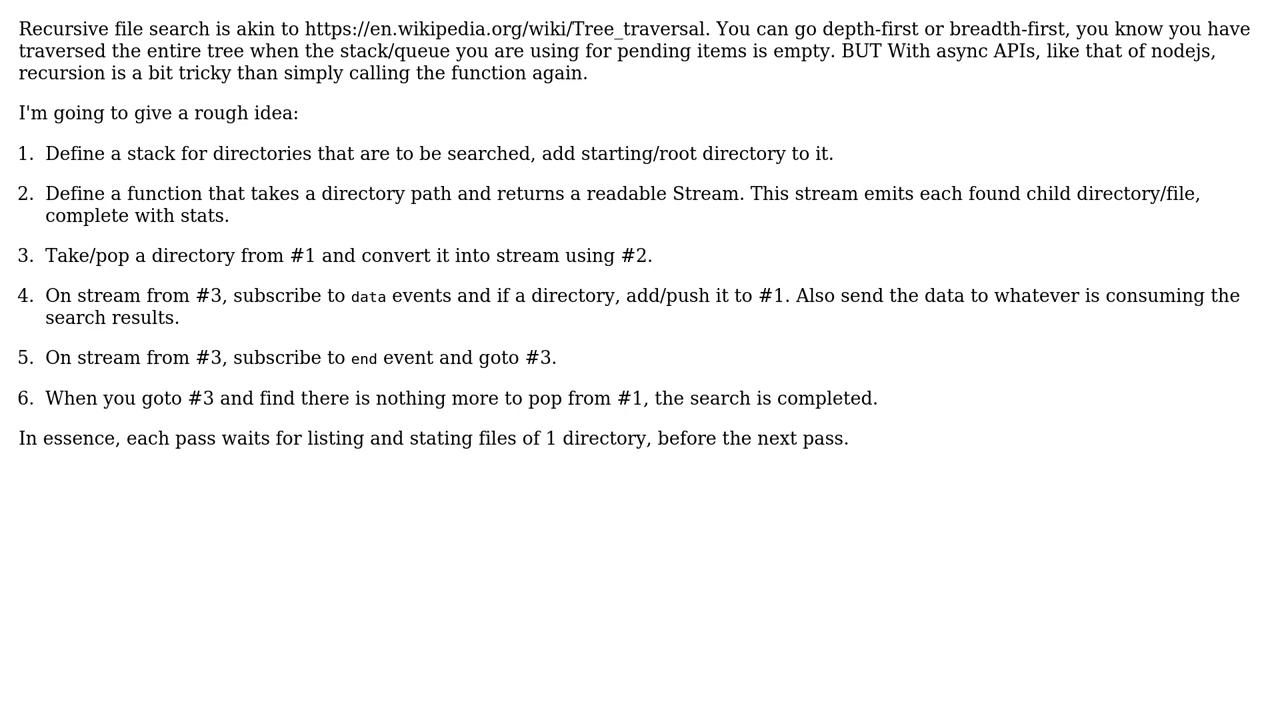 Recursive file search is akin to https://en.wikipedia.org/wiki/Tree_traversal. You can go depth-first or breadth-first, you know you have
traversed the entire tree when the stack/queue you are using for pending items is empty. BUT With async APIs, like that of nodejs,
recursion is a bit tricky than simply calling the function again.
I'm going to give a rough idea:
1. Define a stack for directories that are to be searched, add starting/root directory to it.
2. Define a function that takes a directory path and returns a readable Stream. This stream emits each found child directory/file,
complete with stats.
3. Take/pop a directory from #1 and convert it into stream using #2.
4. On stream from #3, subscribe to data events and if a directory, add/push it to #1. Also send the data to whatever is consuming the
search results.
5. On stream from #3, subscribe to end event and goto #3.
6. When you goto #3 and find there is nothing more to pop from #1, the search is completed.
In essence, each pass waits for listing and stating files of 1 directory, before the next pass.